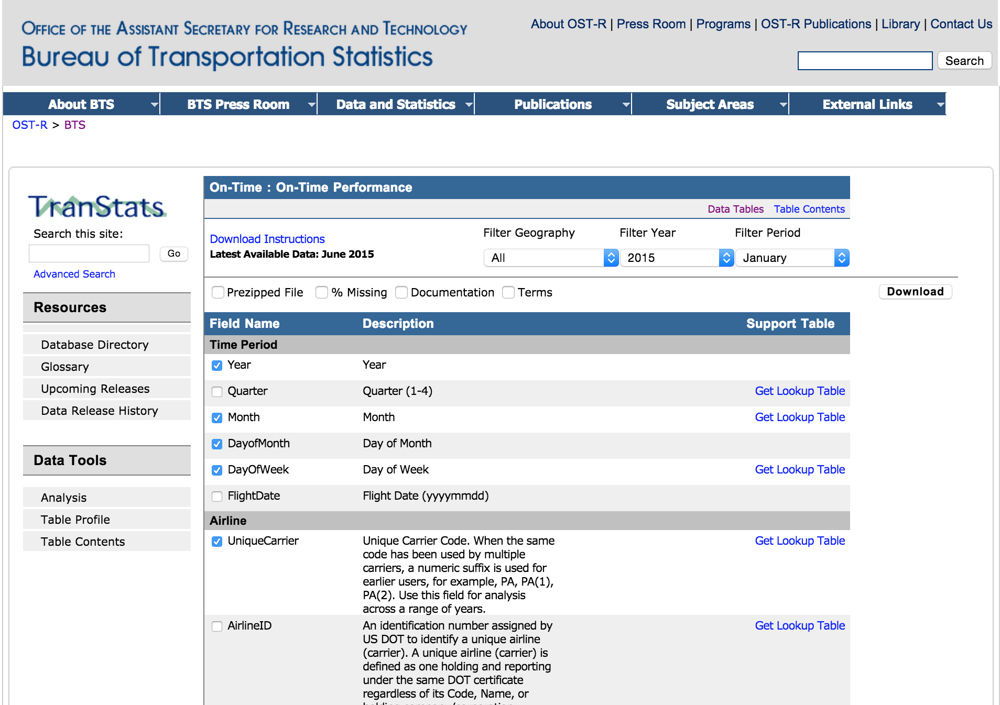 OFFICE OF THE ASSISTANT SECRETARY FOR RESEARCH AND TECHNOLOGY
Bureau of Transportation Statistics
About OST-R | Press Room | Programs | OST-R Publications | Library | Contact Us
Search
About BTS
BTS Press Room
Data and Statistics
Publications
Subject Areas
External Links
OST-R > BTS
TranStats
Search this site:
Go
Advanced Search
Resources
Database Directory
Glossary
Upcoming Releases
Data Release History
Data Tools
Analysis
Table Profile
Table Contents
On-Time : On-Time Performance
Data Tables Table Contents
Download Instructions
Latest Available Data: June 2015
Filter Geography
All
Filter Year
2015
Filter Period
January
Prezipped File % Missing Documentation Terms
Download
Field Name Description Support Table
Time Period
Year Year
Quarter Quarter (1-4) Get Lookup Table
Month Month Get Lookup Table
DayofMonth Day of Month
DayOfWeek Day of Week Get Lookup Table
FlightDate Flight Date (yyyymmdd)
Airline
UniqueCarrier Unique Carrier Code. When the same Get Lookup Table
code has been used by multiple
carriers, a numeric suffix is used for
earlier users, for example, PA, PA(1),
PA(2). Use this field for analysis
across a range of years.
AirlineID An identification number assigned by Get Lookup Table
US DOT to identify a unique airline
(carrier). A unique airline (carrier) is
defined as one holding and reporting
under the same DOT certificate
regardless of its Code, Name, or